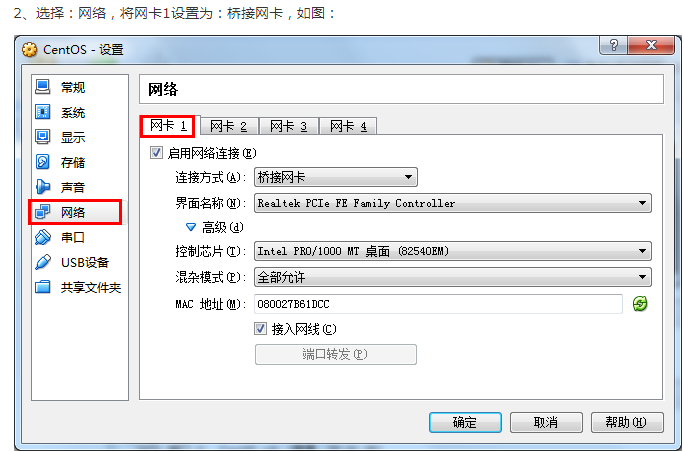 2、选择：网络，将网卡1设置为：桥接网卡，如图：
CentOS - 设置
常规
系统
显示
存储
声音
网络
串口
USB设备
共享文件夹
网络
网卡 1 网卡 2 网卡 3 网卡 4
启用网络连接(E)
连接方式(A): 桥接网卡
界面名称(N): Realtek PCIe FE Family Controller
高级(d)
控制芯片(T): Intel PRO/1000 MT 桌面 (82540EM)
混杂模式(P): 全部允许
MAC 地址(M): 080027B61DCC
接入网线(C)
端口转发(P)
确定 取消 帮助(H)